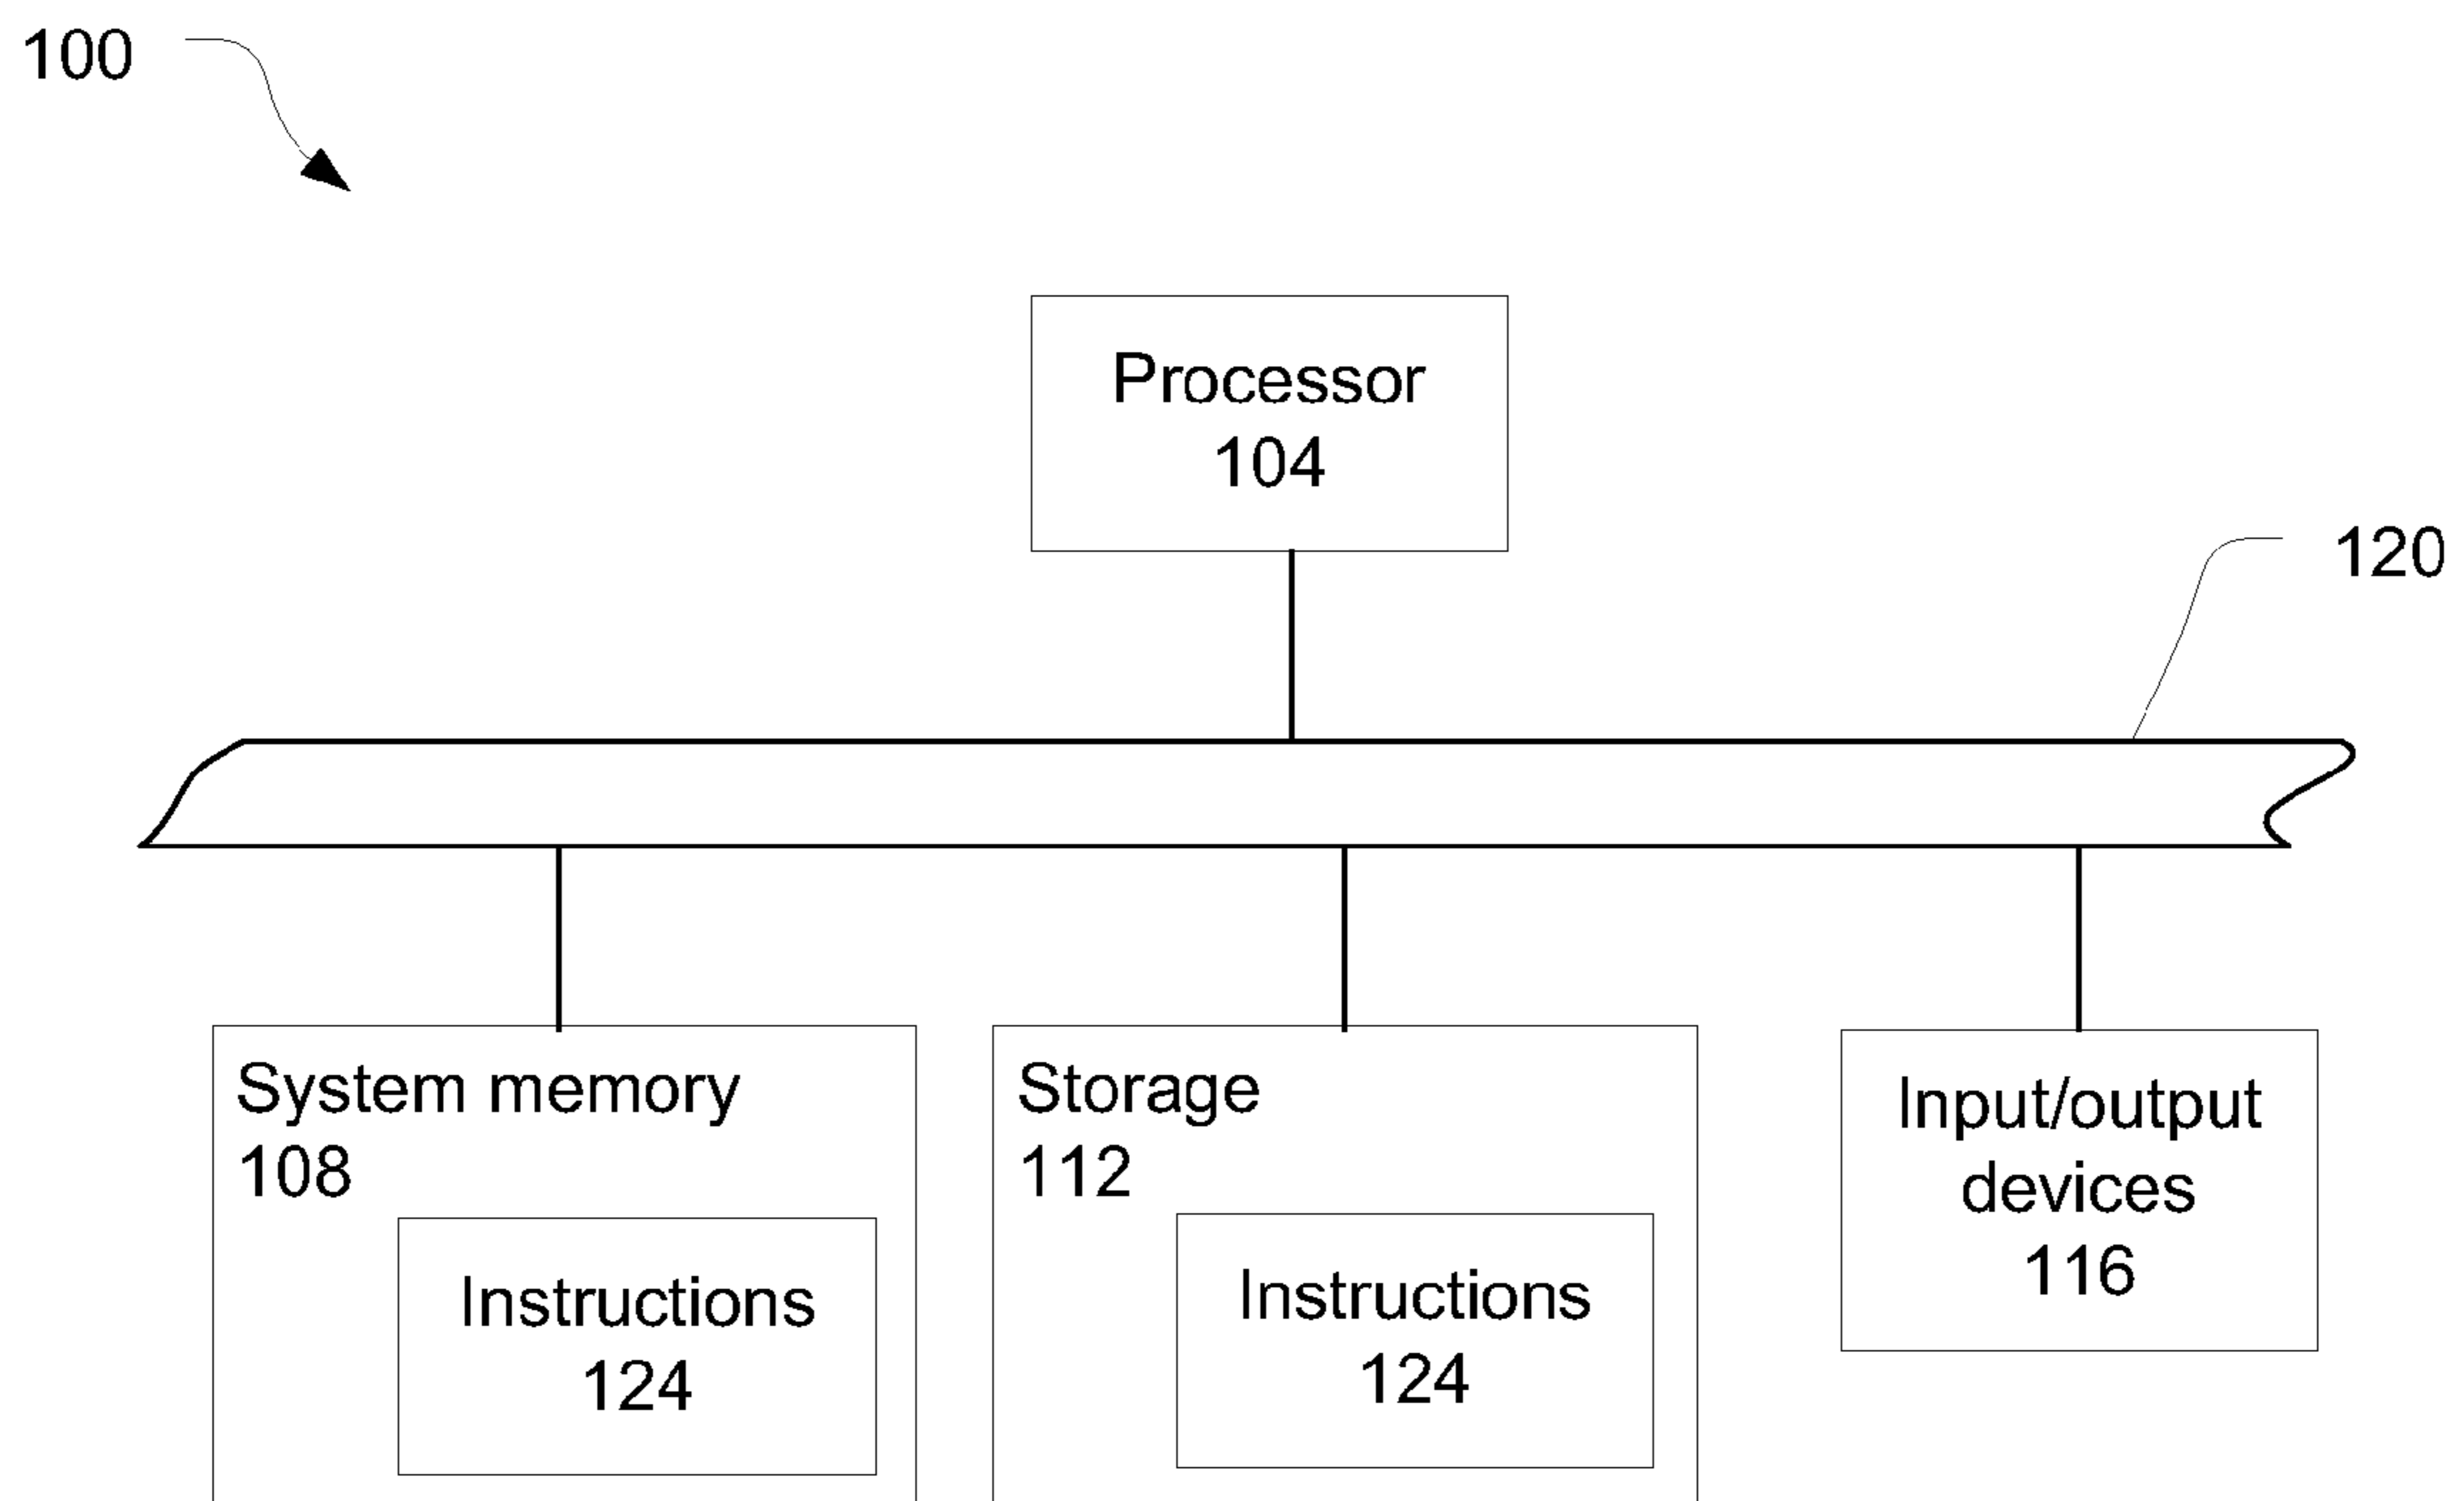 100
Processor
104
120
System memory
108
Instructions
124
Storage
112
Instructions
124
Input/output
devices
116